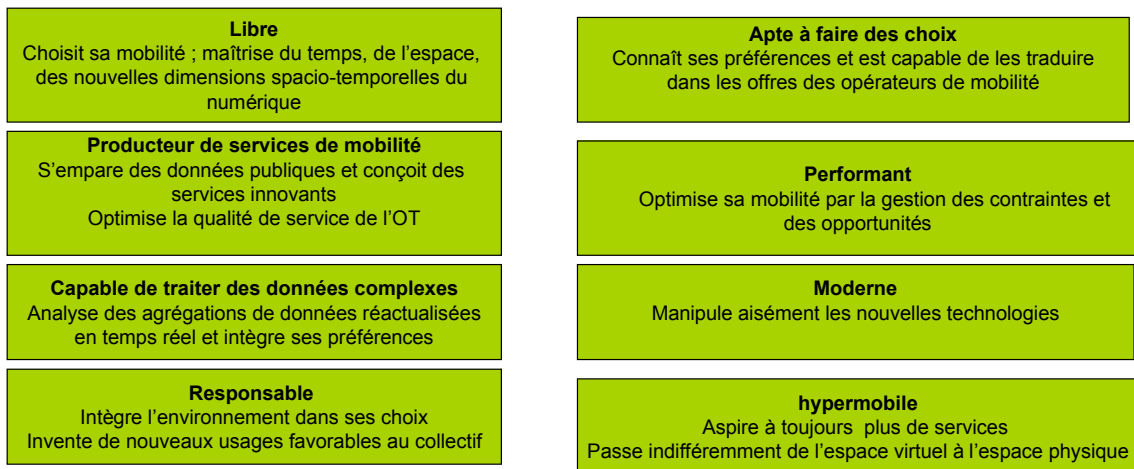 Libre
Choisit sa mobilité ; maîtrise du temps, de l'espace,
des nouvelles dimensions spacio-temporelles du
numérique
Apte à faire des choix
Connaît ses préférences et est capable de les traduire
dans les offres des opérateurs de mobilité
Producteur de services de mobilité
S'empare des données publiques et conçoit des
services innovants
Optimise la qualité de service de l'OT
Performant
Optimise sa mobilité par la gestion des contraintes et
des opportunités
Capable de traiter des données complexes
Analyse des agrégations de données réactualisées
en temps réel et intègre ses préférences
Moderne
Manipule aisément les nouvelles technologies
Responsable
Intègre l'environnement dans ses choix
Invente de nouveaux usages favorables au collectif
hypermobile
Aspire à toujours  plus de services
Passe indifféremment de l'espace virtuel à l'espace physique